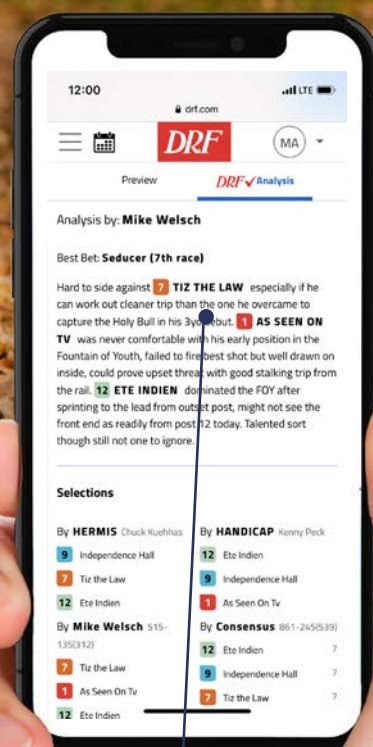 12:00
LTE
drf.com
DRF
MA
Preview
DRF Analysis
Analysis by: Mike Welsch
Best Bet: Seducer (7th race)
Hard to side against 7 TIZ THE LAW especially if he
can work out cleaner trip than the one he overcame to
capture the Holy Bull in his 3yo debut. 1 AS SEEN ON
TV was never comfortable with his early position in the
Fountain of Youth, failed to fire best shot but well drawn on
inside, could prove upset threat with good stalking trip from
the rail. 12 ETE INDIEN dominated the FOY after
sprinting to the lead from outset post, might not see the
front end as readily from post 12 today. Talented sort
though still not one to ignore.
Selections
By HERMIS Chuck Kuehhas
9 Independence Hall
7 Tiz the Law
12 Ete Indien
By HANDICAP Kenny Peck
12 Ete Indien
9 Independence Hall
1 As Seen On Tv
By Mike Welsch 515-
135(312)
7 Tiz the Law
1 As Seen On Tv
12 Ete Indien
By Consensus 861-245(539)
12 Ete Indien 7
9 Independence Hall 7
7 Tiz the Law 7